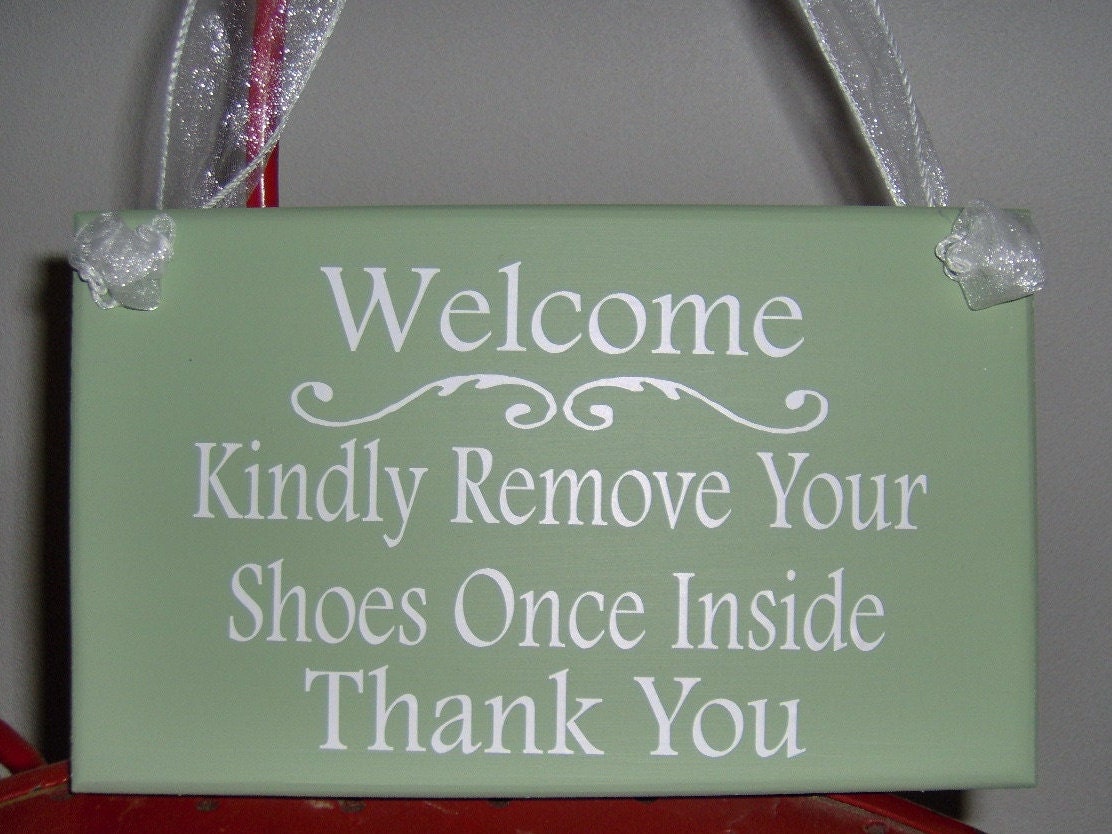 Welcome
Kindly Remove Your
Shoes Once Inside
Thank You